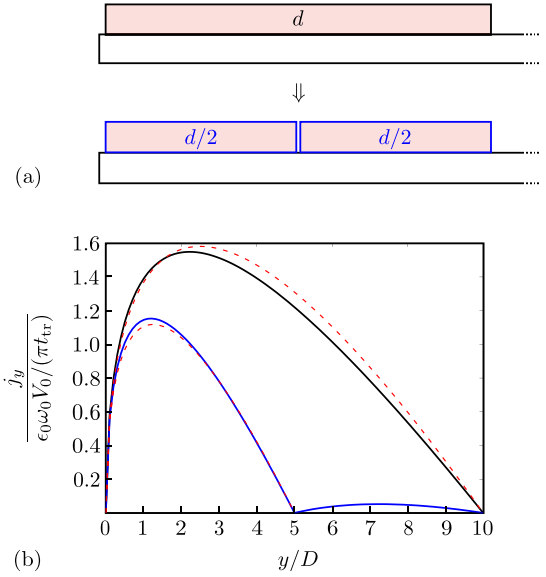 d
⇓
d/2 d/2
(a)
1.6
1.4
1.2
1.0
0.8
0.6
0.4
0.2
j_y / (ϵ_0 ω_0 V_0/(π t_tr))
0 1 2 3 4 5 6 7 8 9 10
y/D
(b)